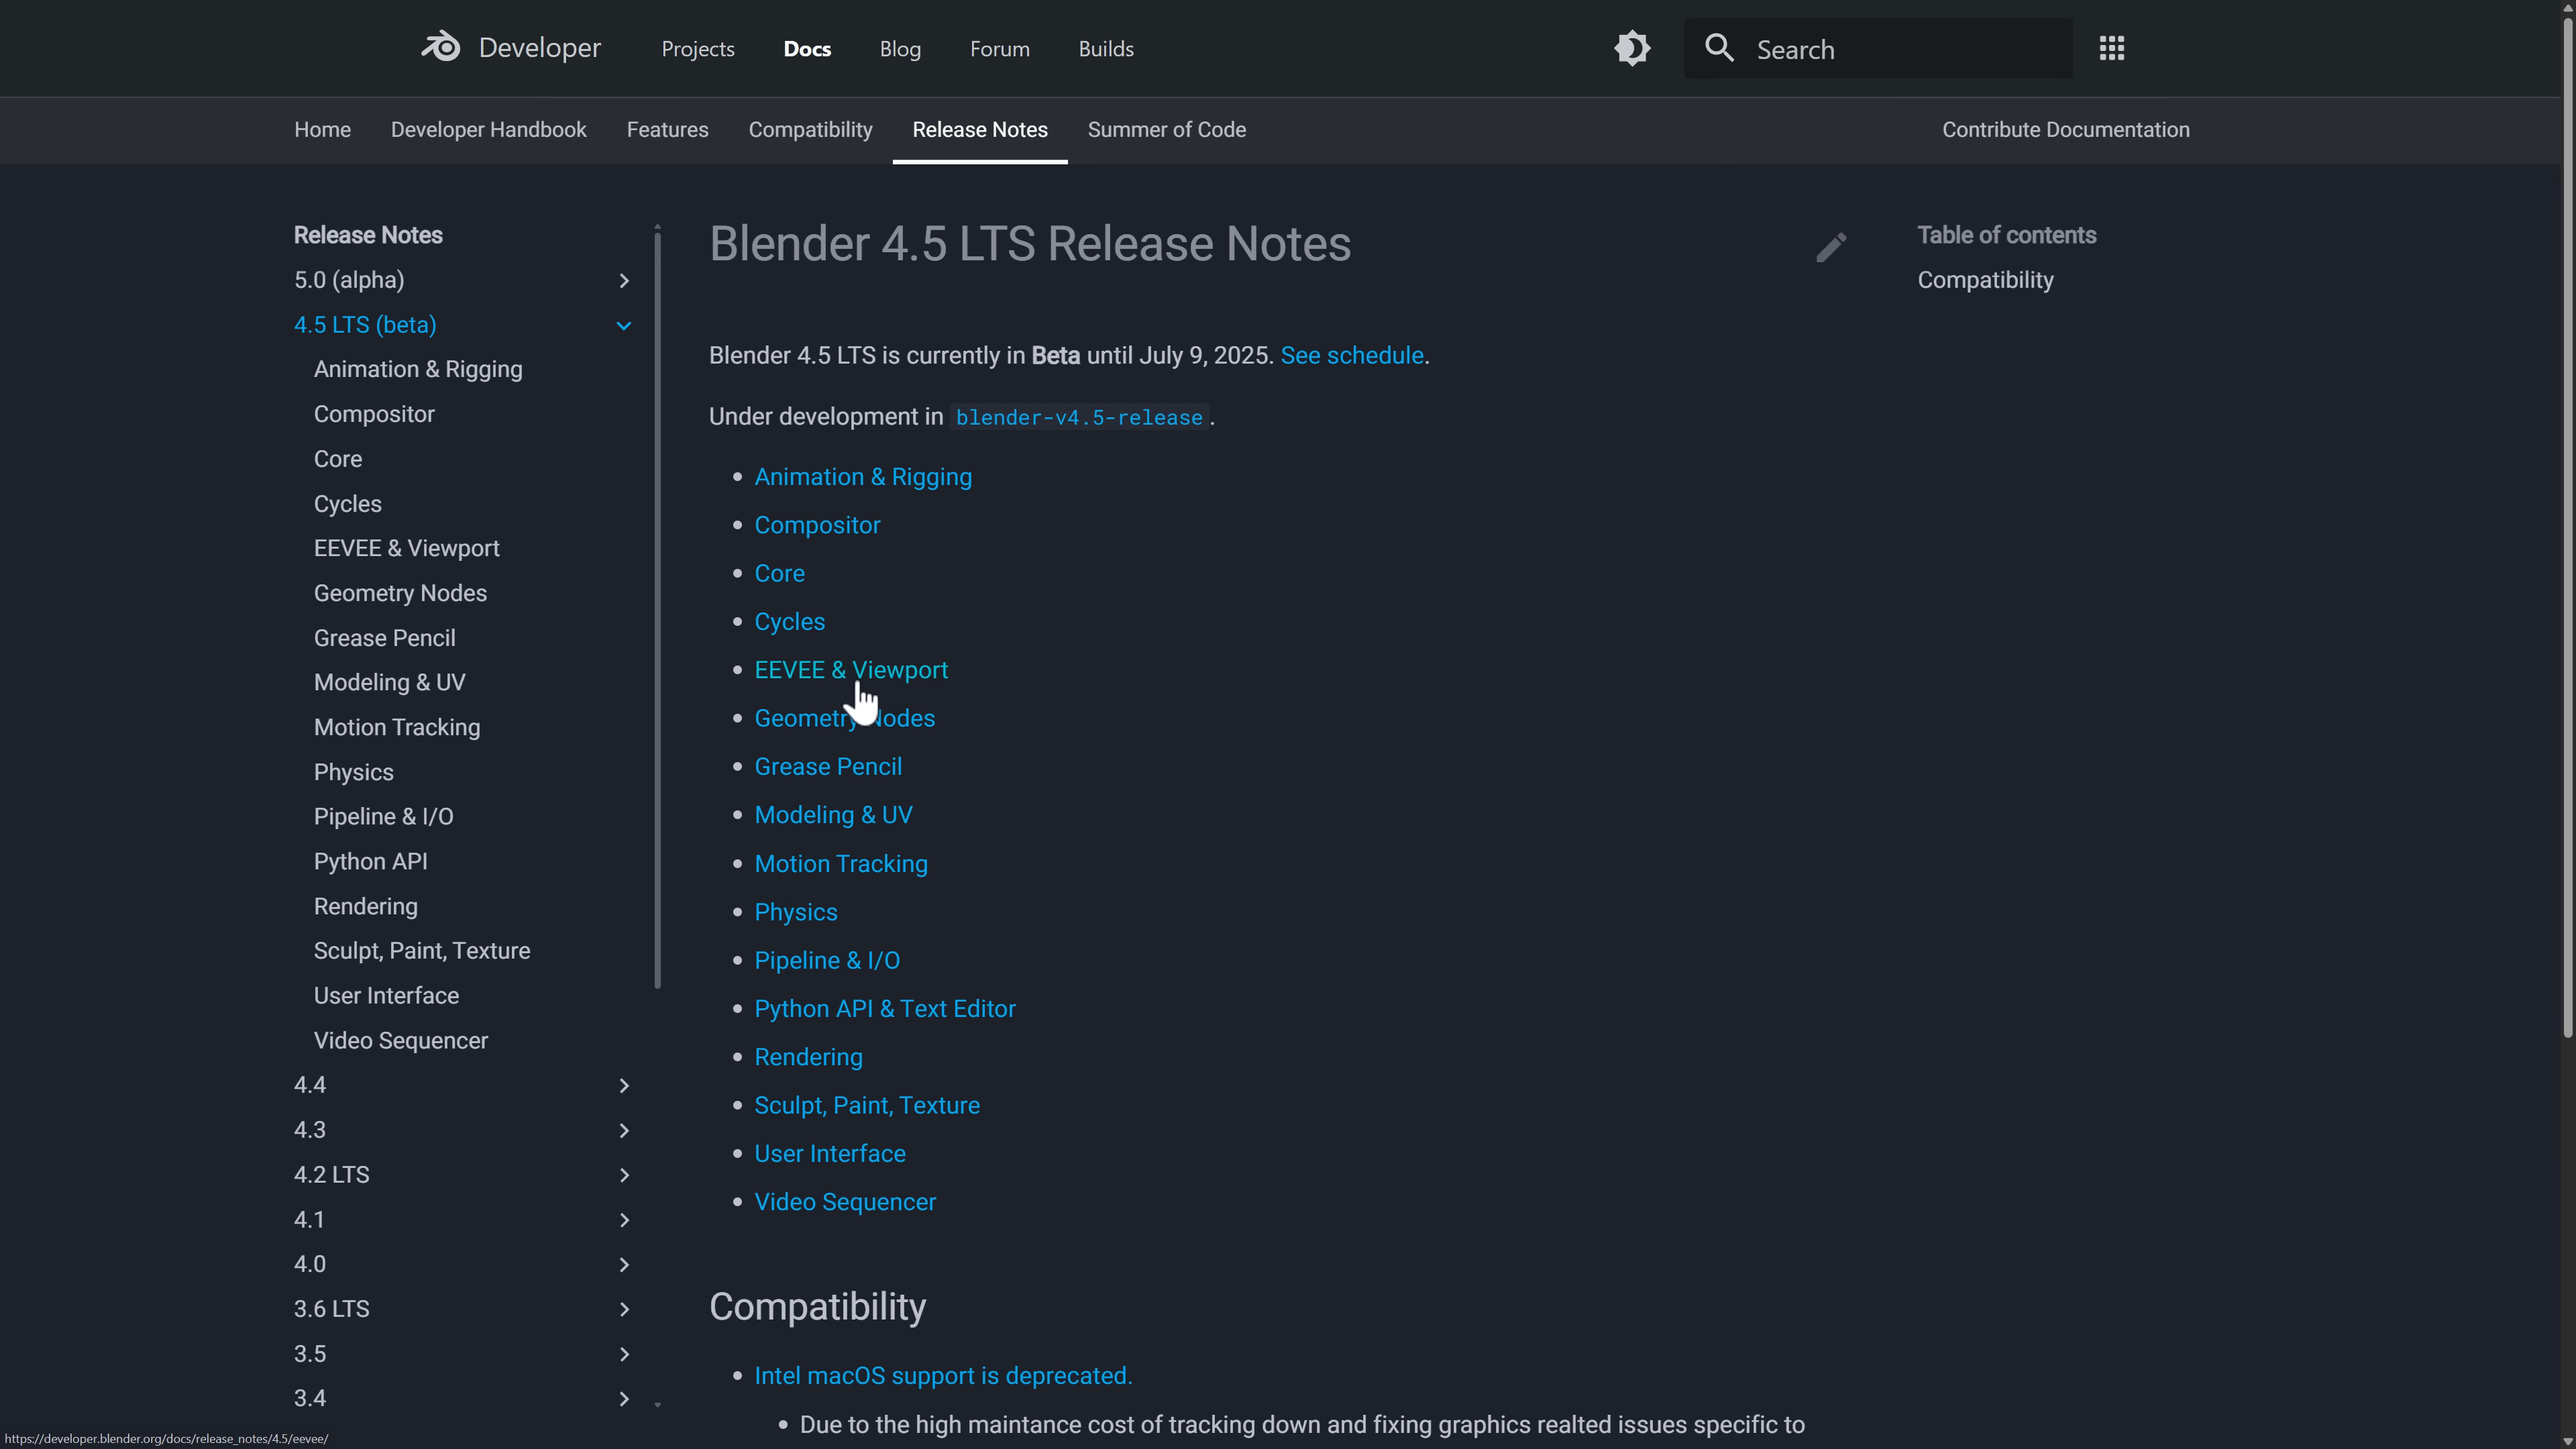 Developer
Projects
Docs
Blog
Forum
Builds
Search
Home
Developer Handbook
Features
Compatibility
Release Notes
Summer of Code
Contribute Documentation
Release Notes
5.0 (alpha)
4.5 LTS (beta)
Animation & Rigging
Compositor
Core
Cycles
EEVEE & Viewport
Geometry Nodes
Grease Pencil
Modeling & UV
Motion Tracking
Physics
Pipeline & I/O
Python API
Rendering
Sculpt, Paint, Texture
User Interface
Video Sequencer
4.4
4.3
4.2 LTS
4.1
4.0
3.6 LTS
3.5
3.4
Blender 4.5 LTS Release Notes
Blender 4.5 LTS is currently in Beta until July 9, 2025. See schedule.
Under development in blender-v4.5-release.
Animation & Rigging
Compositor
Core
Cycles
EEVEE & Viewport
Geometry Nodes
Grease Pencil
Modeling & UV
Motion Tracking
Physics
Pipeline & I/O
Python API & Text Editor
Rendering
Sculpt, Paint, Texture
User Interface
Video Sequencer
Compatibility
Intel macOS support is deprecated.
Due to the high maintance cost of tracking down and fixing graphics realted issues specific to
Table of contents
Compatibility
https://developer.blender.org/docs/release_notes/4.5/eevee/